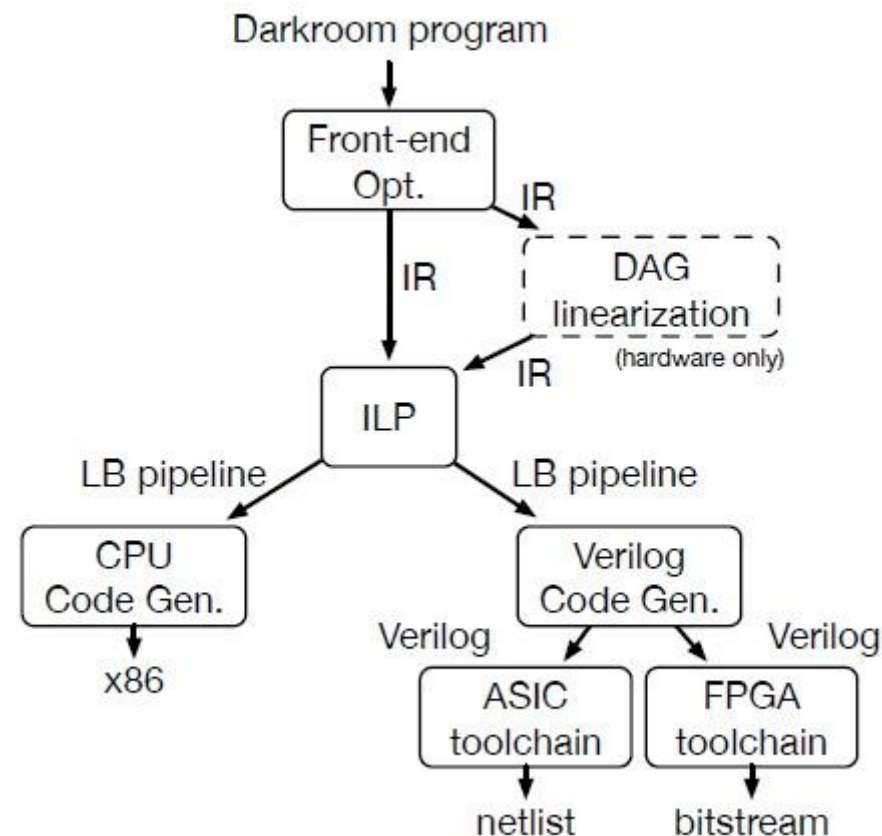 Darkroom program
Front-end
Opt.
IR
IR
DAG
linearization
(hardware only)
IR
ILP
LB pipeline
LB pipeline
CPU
Code Gen.
Verilog
Code Gen.
Verilog
Verilog
x86
ASIC
toolchain
FPGA
toolchain
netlist
bitstream